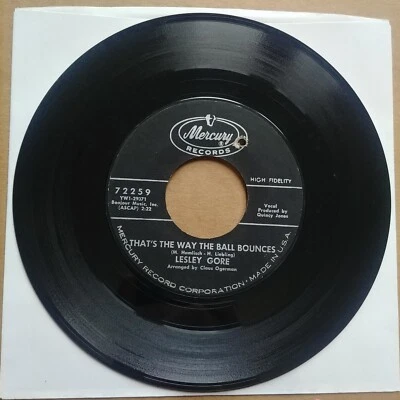 Mercury
RECORDS
HIGH FIDELITY
72259
YW1-29371
Bonjour Music, Inc.
(ASCAP) 2:22
Vocal
Produced by
Quincy Jones
THAT'S THE WAY THE BALL BOUNCES
(M. Hamlisch - H. Liebling)
LESLEY GORE
Arranged by Claus Ogerman
MERCURY RECORD CORPORATION • MADE IN U.S.A.